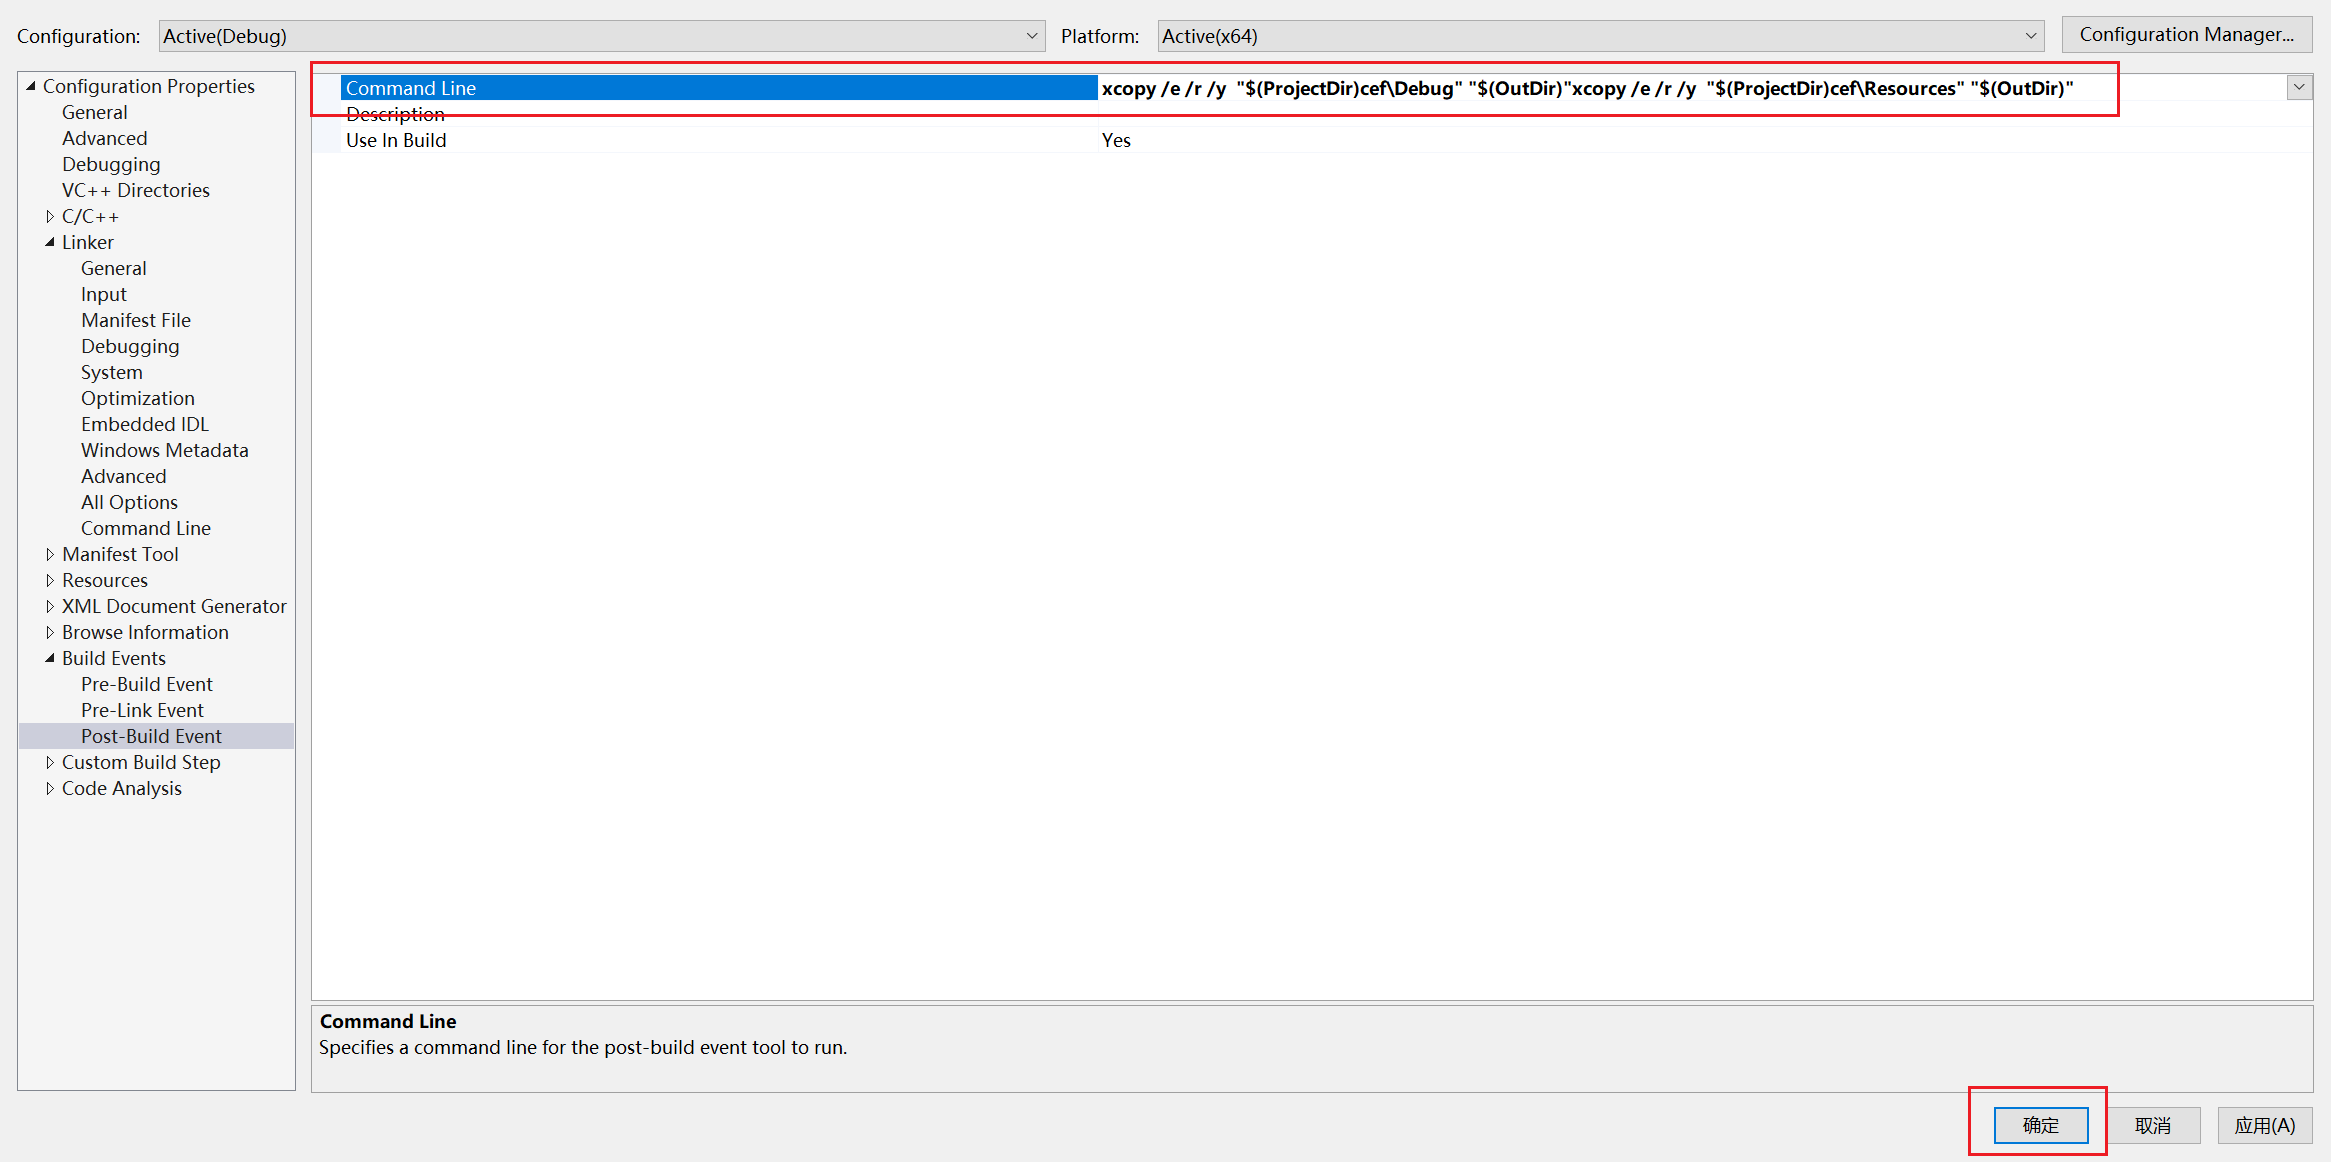 Configuration: Active(Debug) Platform: Active(x64) Configuration Manager...
Configuration Properties
General
Advanced
Debugging
VC++ Directories
C/C++
Linker
General
Input
Manifest File
Debugging
System
Optimization
Embedded IDL
Windows Metadata
Advanced
All Options
Command Line
Manifest Tool
Resources
XML Document Generator
Browse Information
Build Events
Pre-Build Event
Pre-Link Event
Post-Build Event
Custom Build Step
Code Analysis
Command Line xcopy /e /r /y  "$(ProjectDir)cef\Debug" "$(OutDir)"xcopy /e /r /y  "$(ProjectDir)cef\Resources" "$(OutDir)"
Description
Use In Build Yes
Command Line
Specifies a command line for the post-build event tool to run.
确定 取消 应用(A)